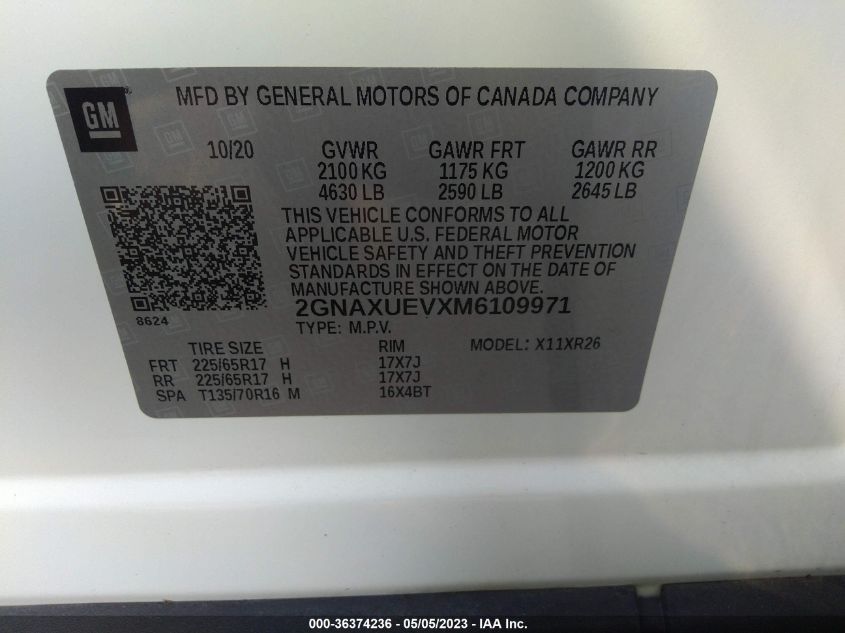 GM
MFD BY GENERAL MOTORS OF CANADA COMPANY
10/20 GVWR GAWR FRT GAWR RR
2100 KG 1175 KG 1200 KG
4630 LB 2590 LB 2645 LB
THIS VEHICLE CONFORMS TO ALL
APPLICABLE U.S. FEDERAL MOTOR
VEHICLE SAFETY AND THEFT PREVENTION
STANDARDS IN EFFECT ON THE DATE OF
MANUFACTURE SHOWN ABOVE.
8624
2GNAXUEVXM6109971
TYPE: M.P.V.
TIRE SIZE RIM MODEL: X11XR26
FRT 225/65R17 H 17X7J
RR 225/65R17 H 17X7J
SPA T135/70R16 M 16X4BT
000-36374236 - 05/05/2023 - IAA Inc.